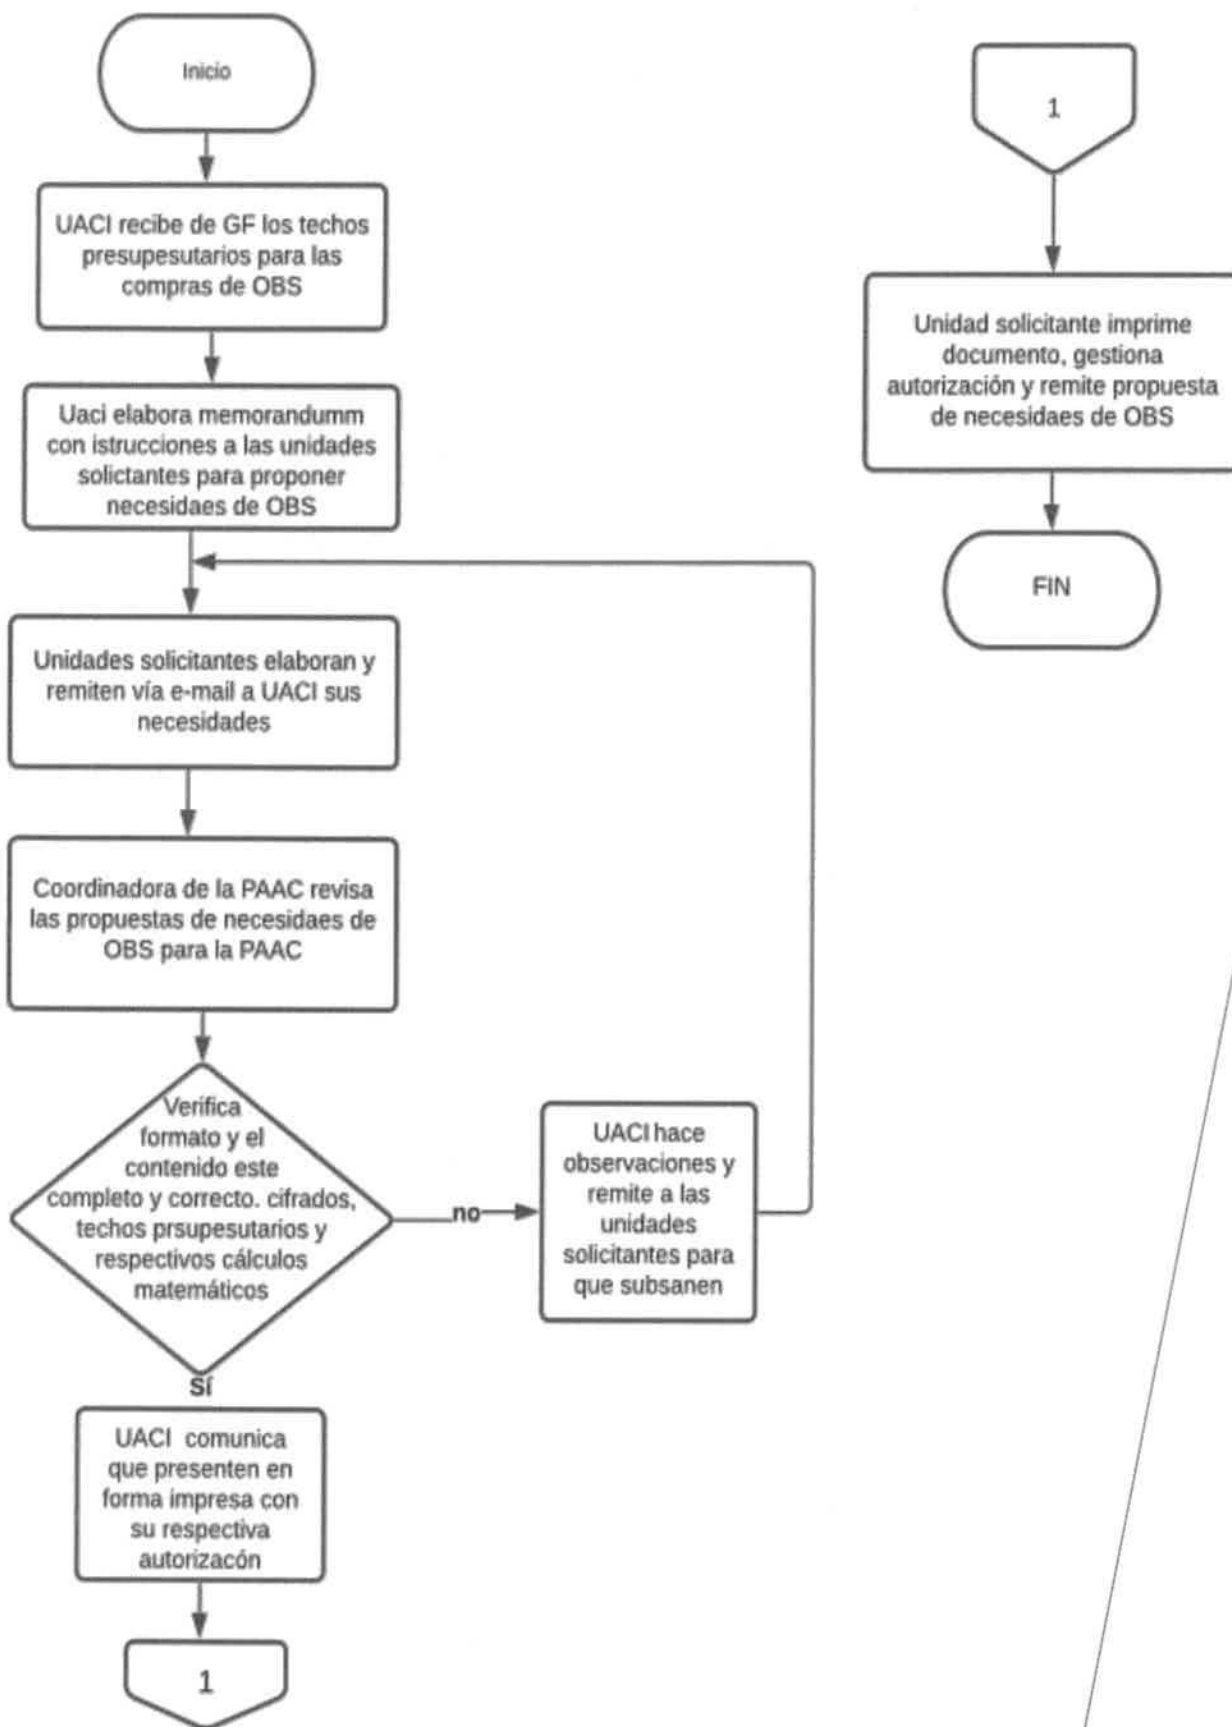 Inicio
UACI recibe de GF los techos
presupesutarios para las
compras de OBS
Uaci elabora memorandumm
con istrucciones a las unidades
solictantes para proponer
necesidaes de OBS
Unidades solicitantes elaboran y
remiten vía e-mail a UACI sus
necesidades
Coordinadora de la PAAC revisa
las propuestas de necesidaes de
OBS para la PAAC
Verifica
formato y el
contenido este
completo y correcto. cifrados,
techos prsupesutarios y
respectivos cálculos
matemáticos
no
UACI hace
observaciones y
remite a las
unidades
solicitantes para
que subsanen
Sí
UACI comunica
que presenten en
forma impresa con
su respectiva
autorizacón
1
1
Unidad solicitante imprime
documento, gestiona
autorización y remite propuesta
de necesidaes de OBS
FIN